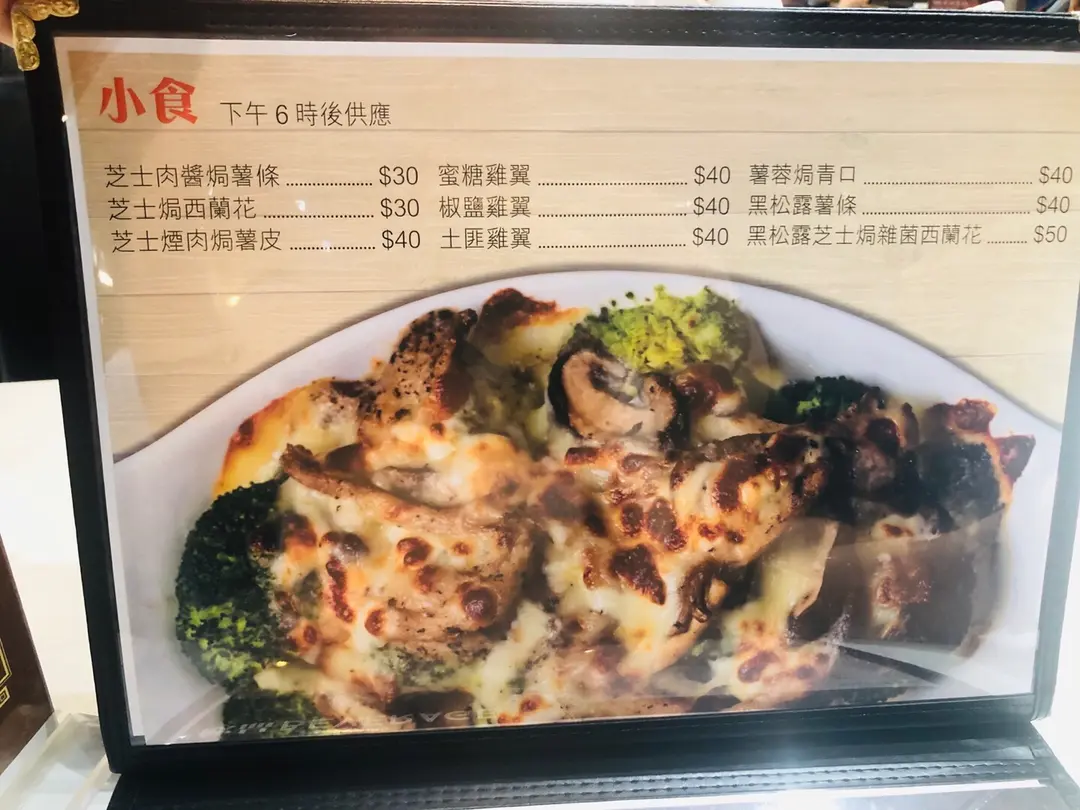 小食 下午6時後供應
芝士肉醬焗薯條 $30
芝士焗西蘭花 $30
芝士煙肉焗薯皮 $40
蜜糖雞翼 $40
椒鹽雞翼 $40
土匪雞翼 $40
薯蓉焗青口 $40
黑松露薯條 $40
黑松露芝士焗雜菌西蘭花 $50